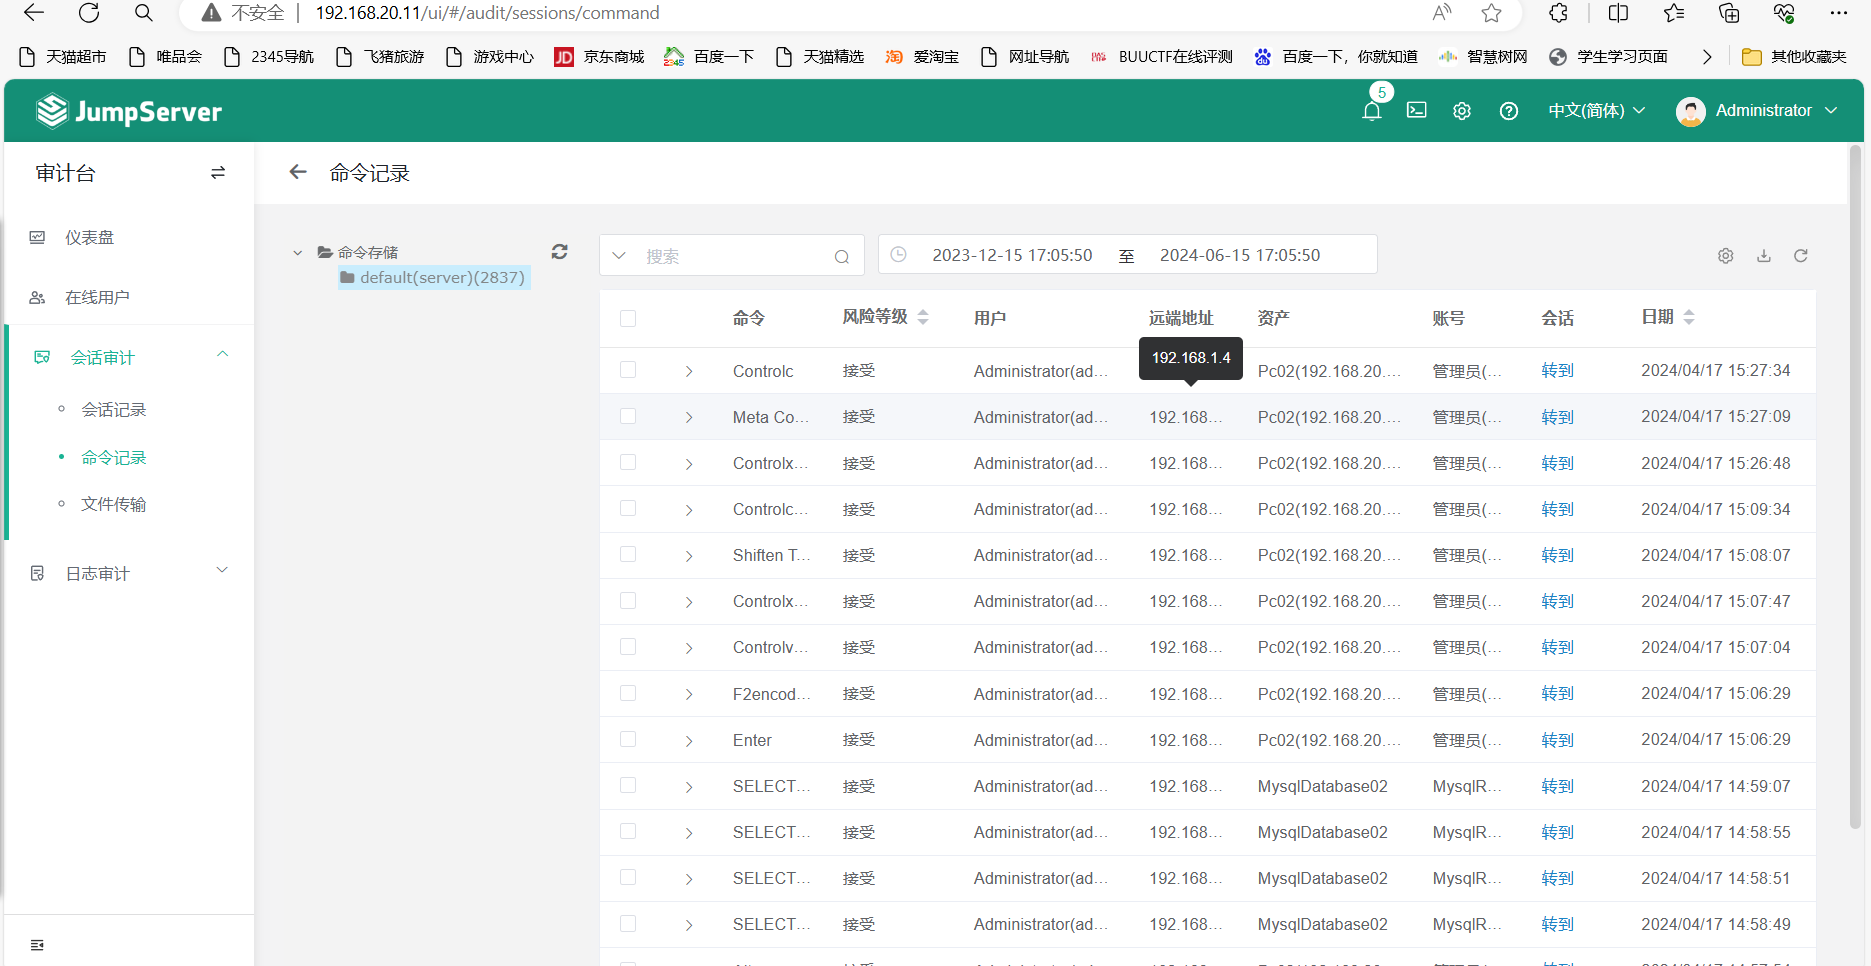 不安全 | 192.168.20.11/ui/#/audit/sessions/command
天猫超市 唯品会 2345导航 飞猪旅游 游戏中心 京东商城 百度一下 天猫精选 爱淘宝 网址导航 BUUCTF在线评测 百度一下，你就知道 智慧树网 学生学习页面 其他收藏夹
JumpServer 5 中文(简体) Administrator
审计台
命令记录
仪表盘
在线用户
会话审计
会话记录
命令记录
文件传输
日志审计
命令存储
default(server)(2837)
搜索 2023-12-15 17:05:50 至 2024-06-15 17:05:50
命令 风险等级 用户 远端地址 资产 账号 会话 日期
192.168.1.4
Controlc 接受 Administrator(ad... Pc02(192.168.20.... 管理员(... 转到 2024/04/17 15:27:34
Meta Co... 接受 Administrator(ad... 192.168... Pc02(192.168.20.... 管理员(... 转到 2024/04/17 15:27:09
Controlx... 接受 Administrator(ad... 192.168... Pc02(192.168.20.... 管理员(... 转到 2024/04/17 15:26:48
Controlc... 接受 Administrator(ad... 192.168... Pc02(192.168.20.... 管理员(... 转到 2024/04/17 15:09:34
Shiften T... 接受 Administrator(ad... 192.168... Pc02(192.168.20.... 管理员(... 转到 2024/04/17 15:08:07
Controlx... 接受 Administrator(ad... 192.168... Pc02(192.168.20.... 管理员(... 转到 2024/04/17 15:07:47
Controlv... 接受 Administrator(ad... 192.168... Pc02(192.168.20.... 管理员(... 转到 2024/04/17 15:07:04
F2encod... 接受 Administrator(ad... 192.168... Pc02(192.168.20.... 管理员(... 转到 2024/04/17 15:06:29
Enter 接受 Administrator(ad... 192.168... Pc02(192.168.20.... 管理员(... 转到 2024/04/17 15:06:29
SELECT... 接受 Administrator(ad... 192.168... MysqlDatabase02 MysqlR... 转到 2024/04/17 14:59:07
SELECT... 接受 Administrator(ad... 192.168... MysqlDatabase02 MysqlR... 转到 2024/04/17 14:58:55
SELECT... 接受 Administrator(ad... 192.168... MysqlDatabase02 MysqlR... 转到 2024/04/17 14:58:51
SELECT... 接受 Administrator(ad... 192.168... MysqlDatabase02 MysqlR... 转到 2024/04/17 14:58:49